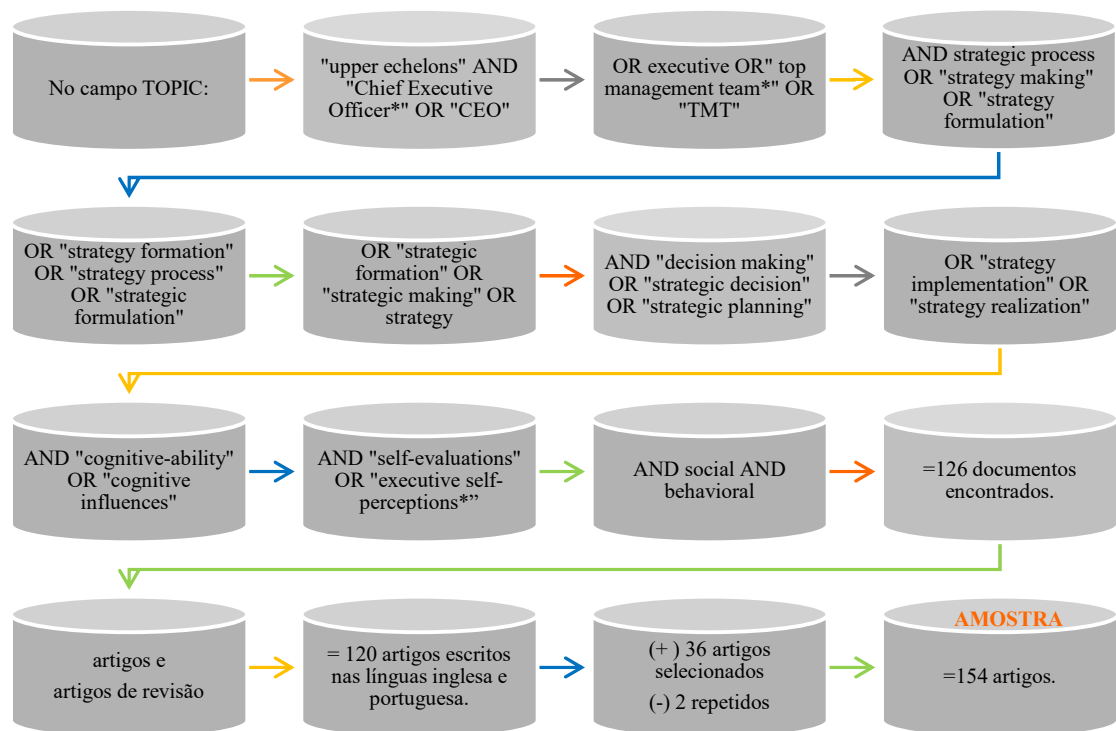 No campo TOPIC:
"upper echelons" AND
"Chief Executive
Officer*" OR "CEO"
OR executive OR" top
management team*" OR
"TMT"
AND strategic process
OR "strategy making"
OR "strategy
formulation"
OR "strategy formation"
OR "strategy process"
OR "strategic
formulation"
OR "strategic
formation" OR
"strategic making" OR
strategy
AND "decision making"
OR "strategic decision"
OR "strategic planning"
OR "strategy
implementation" OR
"strategy realization"
AND "cognitive-ability"
OR "cognitive
influences"
AND "self-evaluations"
OR "executive self-
perceptions*”
AND social AND
behavioral
=126 documentos
encontrados.
artigos e
artigos de revisão
= 120 artigos escritos
nas línguas inglesa e
portuguesa.
(+ ) 36 artigos
selecionados
(-) 2 repetidos
AMOSTRA
=154 artigos.